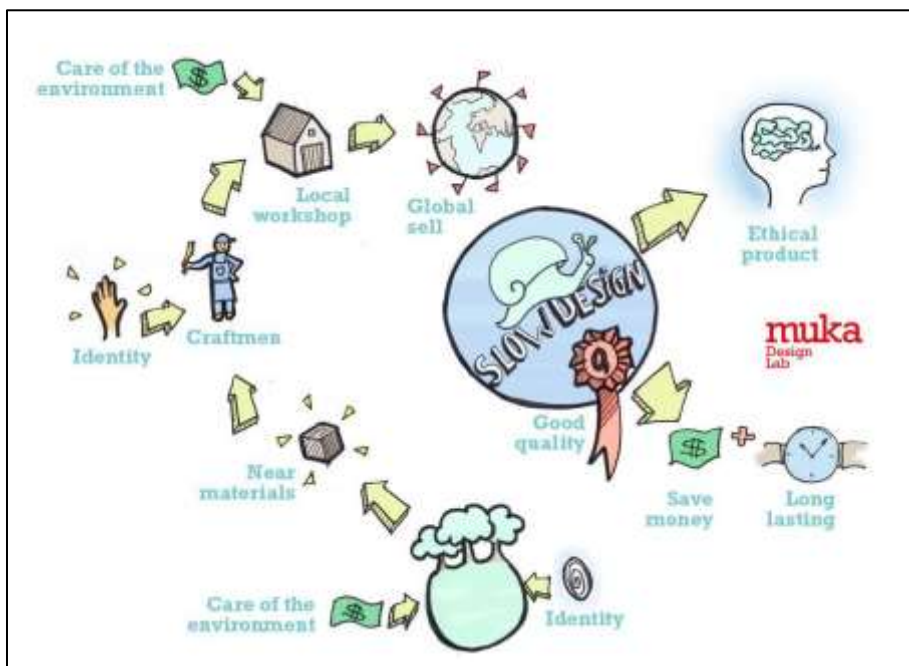 Care of the
environment
$
Local
workshop
Global
sell
Ethical
product
Identity
Craftmen
SLOW DESIGN
muka
Design
Lab
Good
quality
Q
Near
materials
$
Save
money
Long
lasting
Care of the
environment
$
Identity